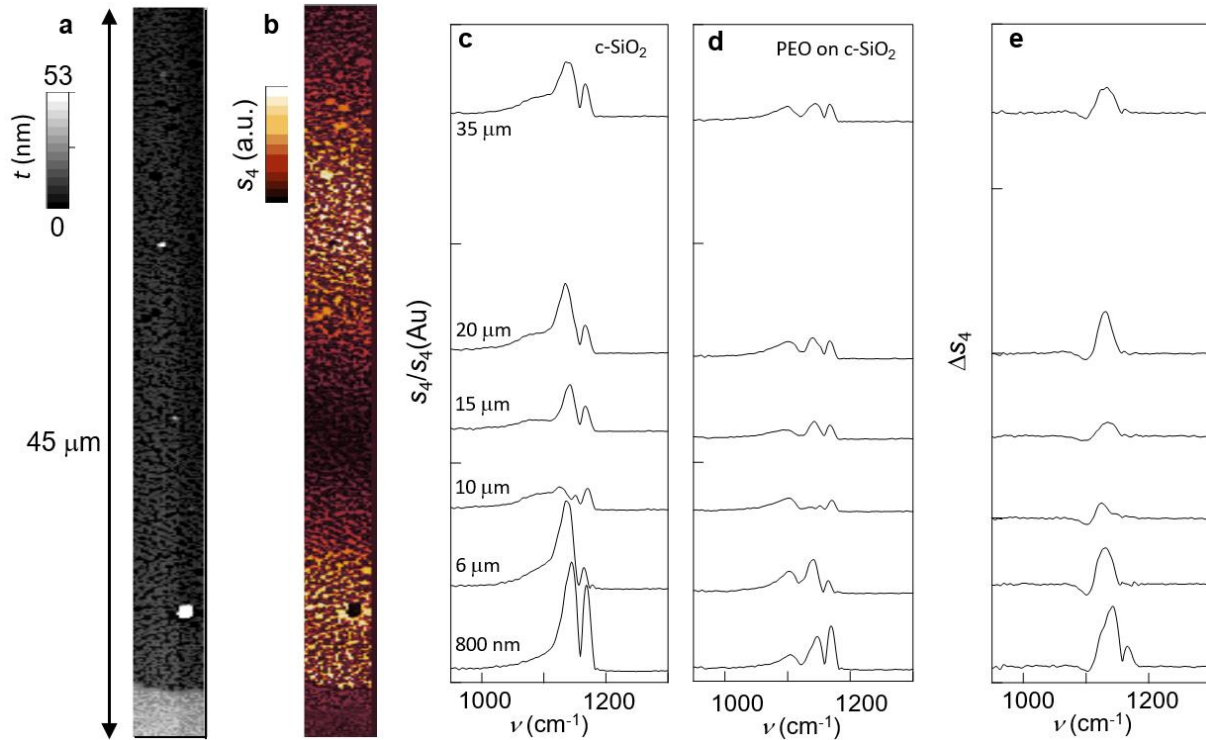 a
53
t (nm)
0
45 μm
b
s₄ (a.u.)
c
c-SiO₂
35 μm
20 μm
15 μm
10 μm
6 μm
800 nm
s₄/s₄(Au)
1000
1200
ν (cm⁻¹)
d
PEO on c-SiO₂
1000
1200
ν (cm⁻¹)
e
Δs₄
1000
1200
ν (cm⁻¹)